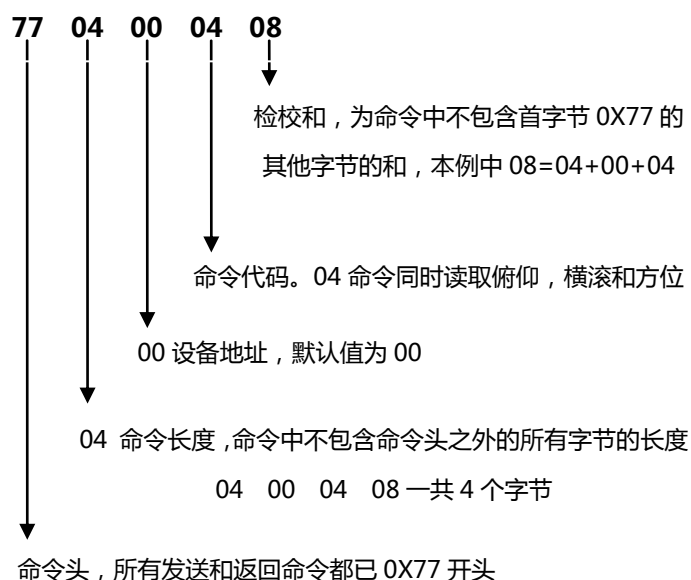 77 04 00 04 08
检校和，为命令中不包含首字节 0X77 的
其他字节的和，本例中 08=04+00+04
命令代码。04 命令同时读取俯仰，横滚和方位
00 设备地址，默认值为 00
04 命令长度，命令中不包含命令头之外的所有字节的长度
04 00 04 08 一共 4 个字节
命令头，所有发送和返回命令都已 0X77 开头